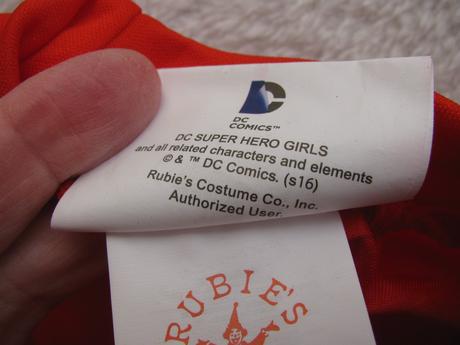 DC
COMICS™
DC SUPER HERO GIRLS
and all related characters and elements
© & ™ DC Comics. (s16)
Rubie's Costume Co., Inc.
Authorized User.
RUBIE'S